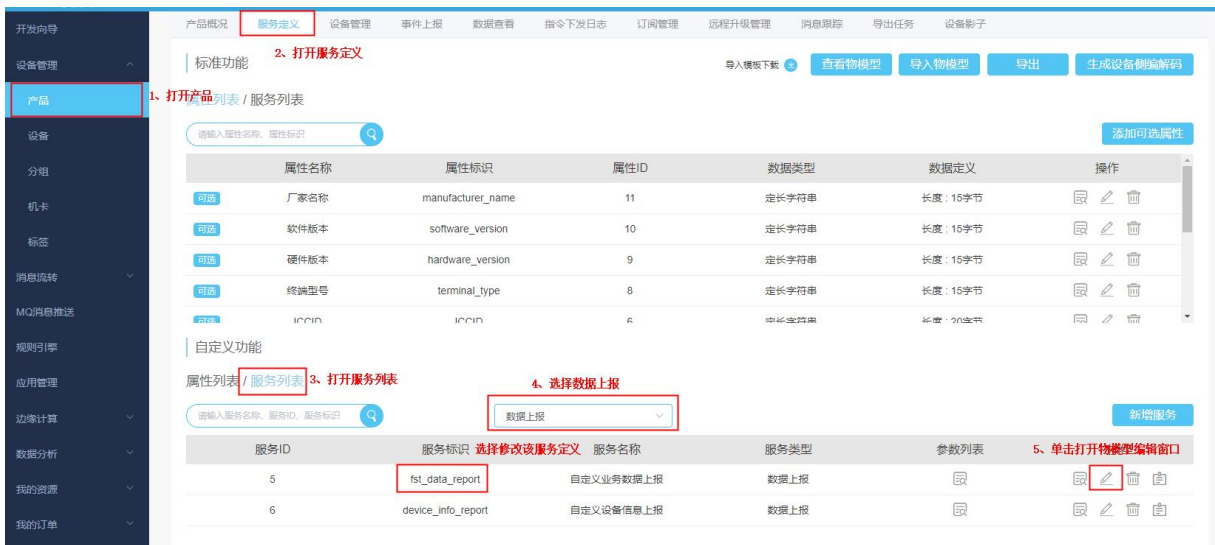 开发向导
设备管理
产品
设备
分组
机卡
标签
消息流转
MQ消息推送
规则引擎
应用管理
边缘计算
数据分析
我的资源
我的订单
产品概况 服务定义 设备管理 事件上报 数据查看 指令下发日志 订阅管理 远程升级管理 消息跟踪 导出任务 设备影子
2、打开服务定义
标准功能 导入模板下载 查看物模型 导入物模型 导出 生成设备侧编解码
1、打开产品
属性列表 / 服务列表
请输入属性名称、属性标识 添加可选属性
属性名称 属性标识 属性ID 数据类型 数据定义 操作
可选 厂家名称 manufacturer_name 11 定长字符串 长度 : 15字节
可选 软件版本 software_version 10 定长字符串 长度 : 15字节
可选 硬件版本 hardware_version 9 定长字符串 长度 : 15字节
可选 终端型号 terminal_type 8 定长字符串 长度 : 15字节
可选 ICCID ICCID 6 定长字符串 长度 : 20字节
自定义功能
属性列表 / 服务列表 3、打开服务列表 4、选择数据上报
请输入服务名称、服务ID、服务标识 数据上报 新增服务
服务ID 服务标识 选择修改该服务定义 服务名称 服务类型 参数列表 5、单击打开物模型编辑窗口
5 fst_data_report 自定义业务数据上报 数据上报
6 device_info_report 自定义设备信息上报 数据上报